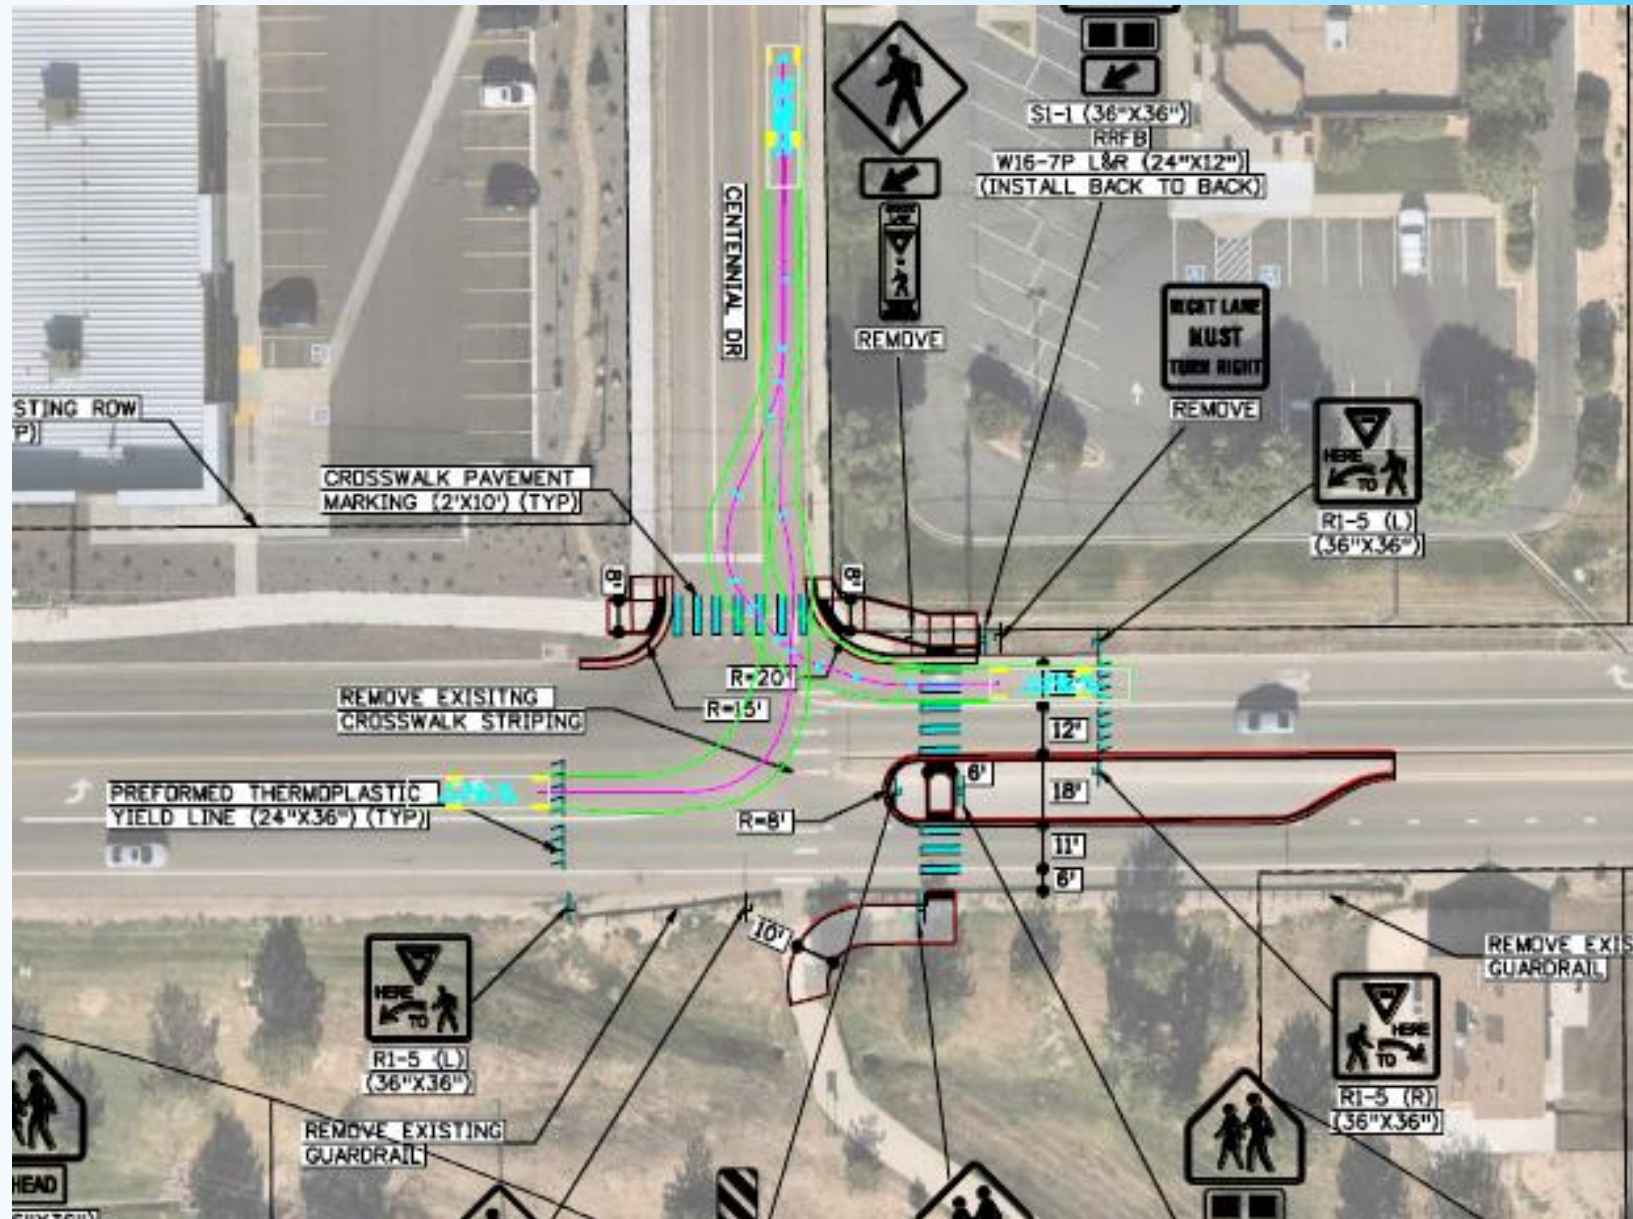 S1-1 (36"X36")
RRFB
W16-7P L&R (24"X12")
(INSTALL BACK TO BACK)
CENTENNIAL DR
REMOVE
RIGHT LANE
MUST
TURN RIGHT
REMOVE
STING ROW
P)
CROSSWALK PAVEMENT
MARKING (2'X10') (TYP)
HERE
TO
R1-5 (L)
(36"X36")
8'
8'
R=20'
R=15'
REMOVE EXISITNG
CROSSWALK STRIPING
12'
6'
18'
PREFORMED THERMOPLASTIC
YIELD LINE (24"X36") (TYP)
R=8'
11'
6'
10'
REMOVE EXIS
GUARDRAIL
HERE
TO
R1-5 (L)
(36"X36")
HERE
TO
R1-5 (R)
(36"X36")
REMOVE EXISTING
GUARDRAIL
HEAD